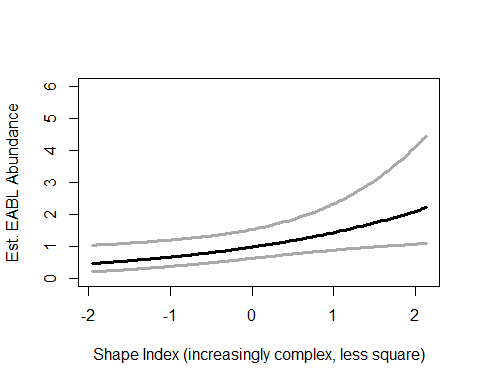 Est. EABL Abundance
6
5
4
3
2
1
0
-2 -1 0 1 2
Shape Index (increasingly complex, less square)